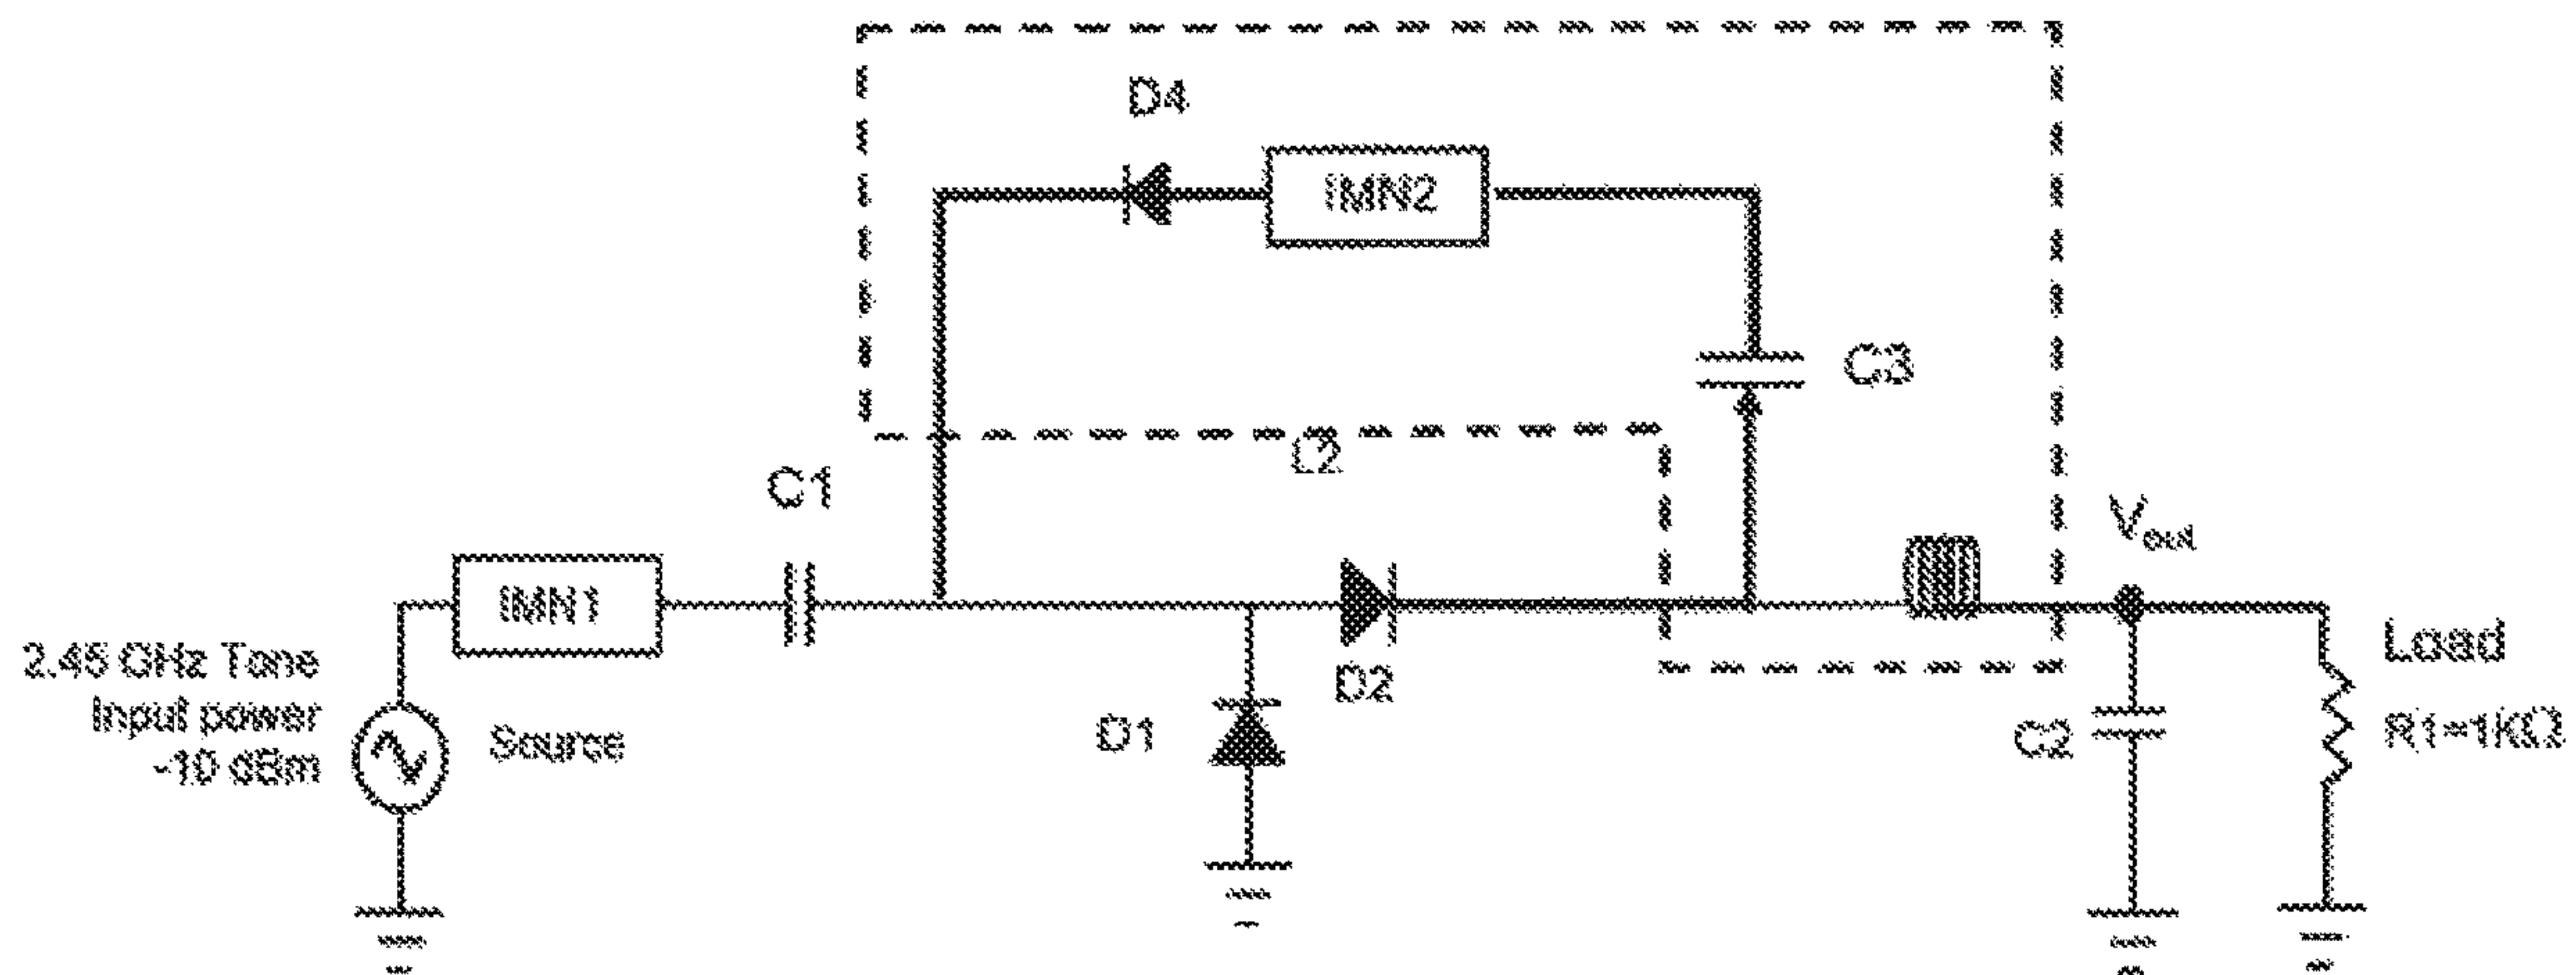 D4
IMN2
C3
L2
C1
Vout
IMN1
Load
2.45 GHz Tone
Input power
-10 dBm
Source
D2
D1
C2
R1=1KΩ